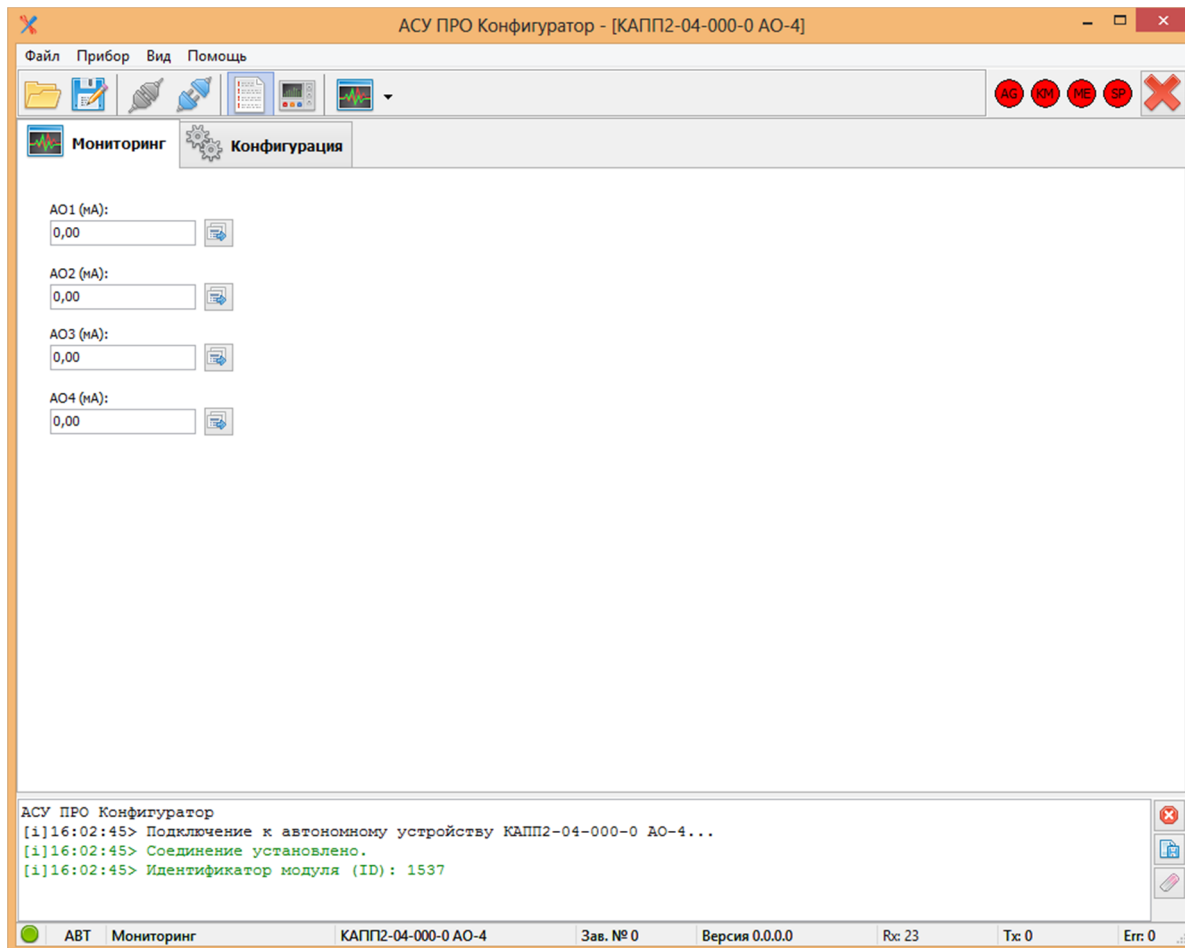 АСУ ПРО Конфигуратор - [КАПП2-04-000-0 АО-4]
Файл Прибор Вид Помощь
AG KM ME SP
Мониторинг Конфигурация
АО1 (мА):
0,00
АО2 (мА):
0,00
АО3 (мА):
0,00
АО4 (мА):
0,00
АСУ ПРО Конфигуратор
[i]16:02:45> Подключение к автономному устройству КАПП2-04-000-0 АО-4...
[i]16:02:45> Соединение установлено.
[i]16:02:45> Идентификатор модуля (ID): 1537
АВТ Мониторинг КАПП2-04-000-0 АО-4 Зав. № 0 Версия 0.0.0.0 Rx: 23 Tx: 0 Err: 0